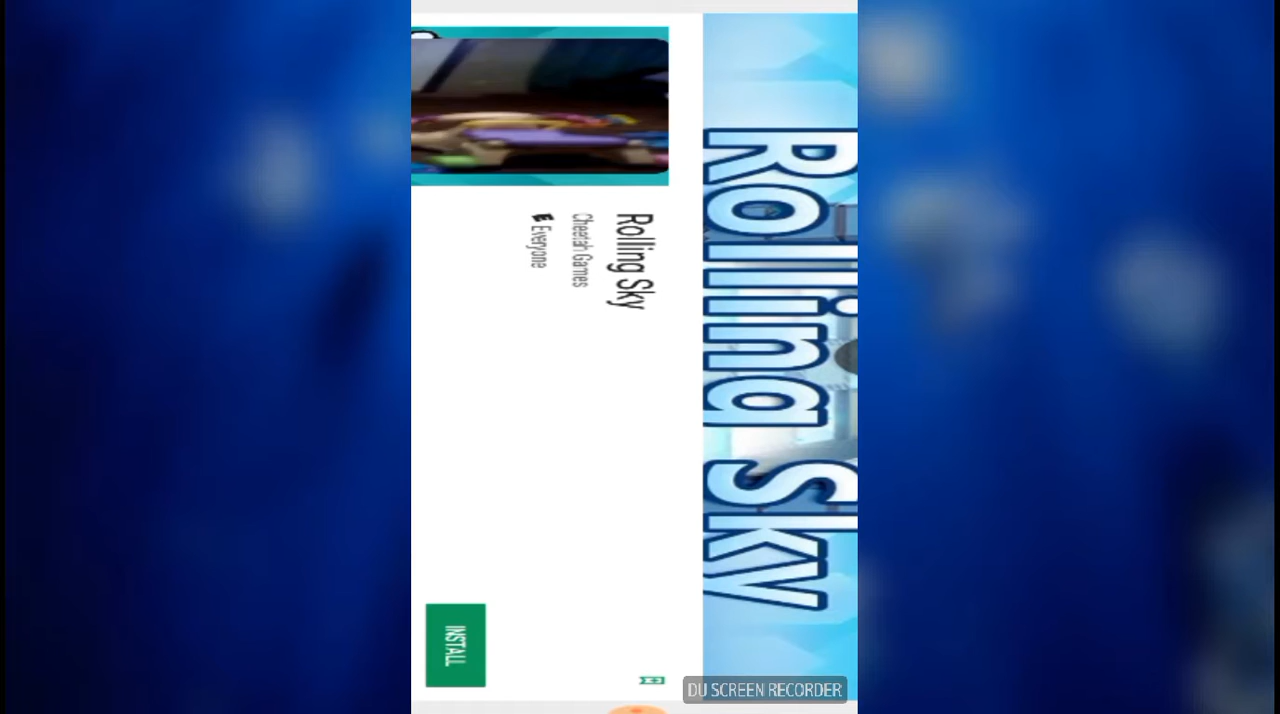 Rolling Sky
Rolling Sky
Cheetah Games
E Everyone
INSTALL
DU SCREEN RECORDER